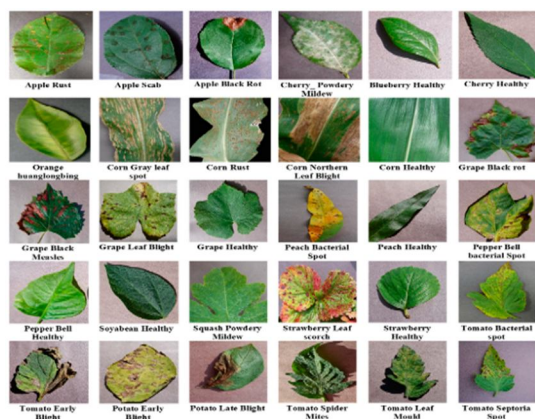 Apple Rust
Apple Scab
Apple Black Rot
Cherry_ Powdery
Mildew
Blueberry Healthy
Cherry Healthy
Orange
huanglongbing
Corn Gray leaf
spot
Corn Rust
Corn Northern
Leaf Blight
Corn Healthy
Grape Black rot
Grape Black
Measles
Grape Leaf Blight
Grape Healthy
Peach Bacterial
Spot
Peach Healthy
Pepper Bell
bacterial Spot
Pepper Bell
Healthy
Soyabean Healthy
Squash Powdery
Mildew
Strawberry Leaf
scorch
Strawberry
Healthy
Tomato Bacterial
spot
Tomato Early
Blight
Potato Early
Blight
Potato Late Blight
Tomato Spider
Mites
Tomato Leaf
Mould
Tomato Septoria
Spot